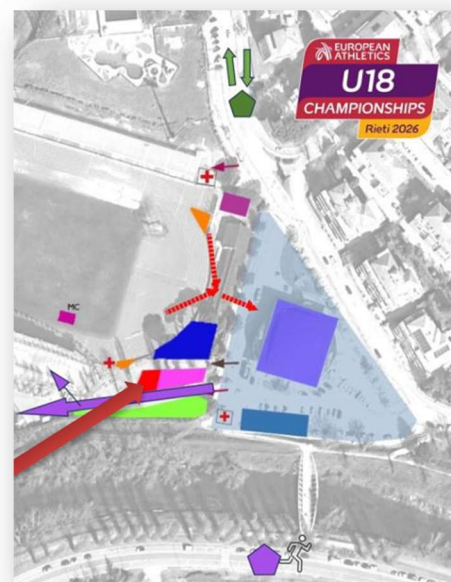 EUROPEAN
ATHLETICS
U18
CHAMPIONSHIPS
Rieti 2026
MC